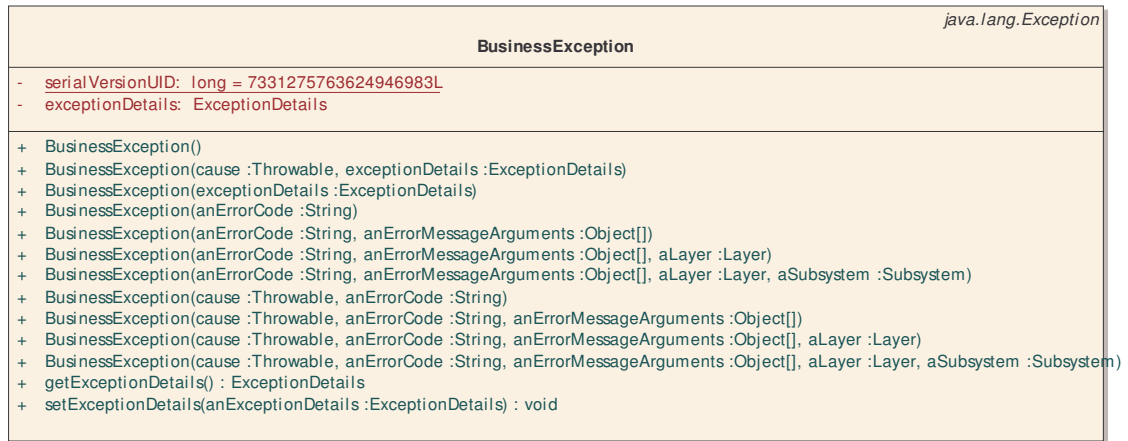 java.lang.Exception
BusinessException
- serialVersionUID: long = 7331275763624946983L
- exceptionDetails: ExceptionDetails
+ BusinessException()
+ BusinessException(cause :Throwable, exceptionDetails :ExceptionDetails)
+ BusinessException(exceptionDetails :ExceptionDetails)
+ BusinessException(anErrorCode :String)
+ BusinessException(anErrorCode :String, anErrorMessageArguments :Object[])
+ BusinessException(anErrorCode :String, anErrorMessageArguments :Object[], aLayer :Layer)
+ BusinessException(anErrorCode :String, anErrorMessageArguments :Object[], aLayer :Layer, aSubsystem :Subsystem)
+ BusinessException(cause :Throwable, anErrorCode :String)
+ BusinessException(cause :Throwable, anErrorCode :String, anErrorMessageArguments :Object[])
+ BusinessException(cause :Throwable, anErrorCode :String, anErrorMessageArguments :Object[], aLayer :Layer)
+ BusinessException(cause :Throwable, anErrorCode :String, anErrorMessageArguments :Object[], aLayer :Layer, aSubsystem :Subsystem)
+ getExceptionDetails() : ExceptionDetails
+ setExceptionDetails(anExceptionDetails :ExceptionDetails) : void